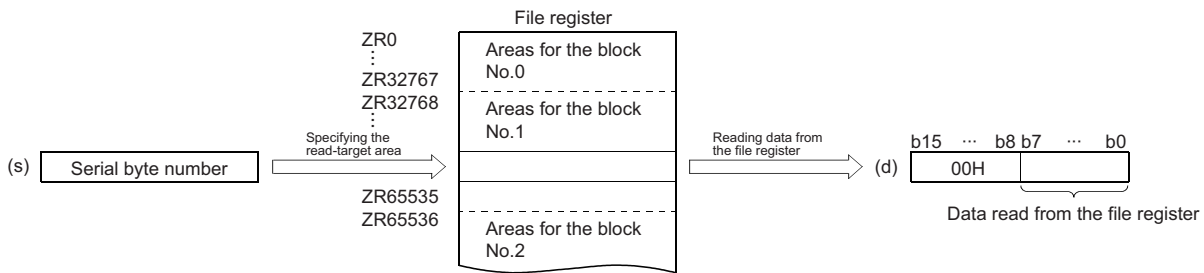 File register
ZR0
⋮
ZR32767
ZR32768
⋮
Areas for the block
No.0
Areas for the block
No.1
(s)
Serial byte number
Specifying the
read-target area
Reading data from
the file register
(d)
b15 ··· b8 b7 ··· b0
00H
Data read from the file register
ZR65535
ZR65536
Areas for the block
No.2